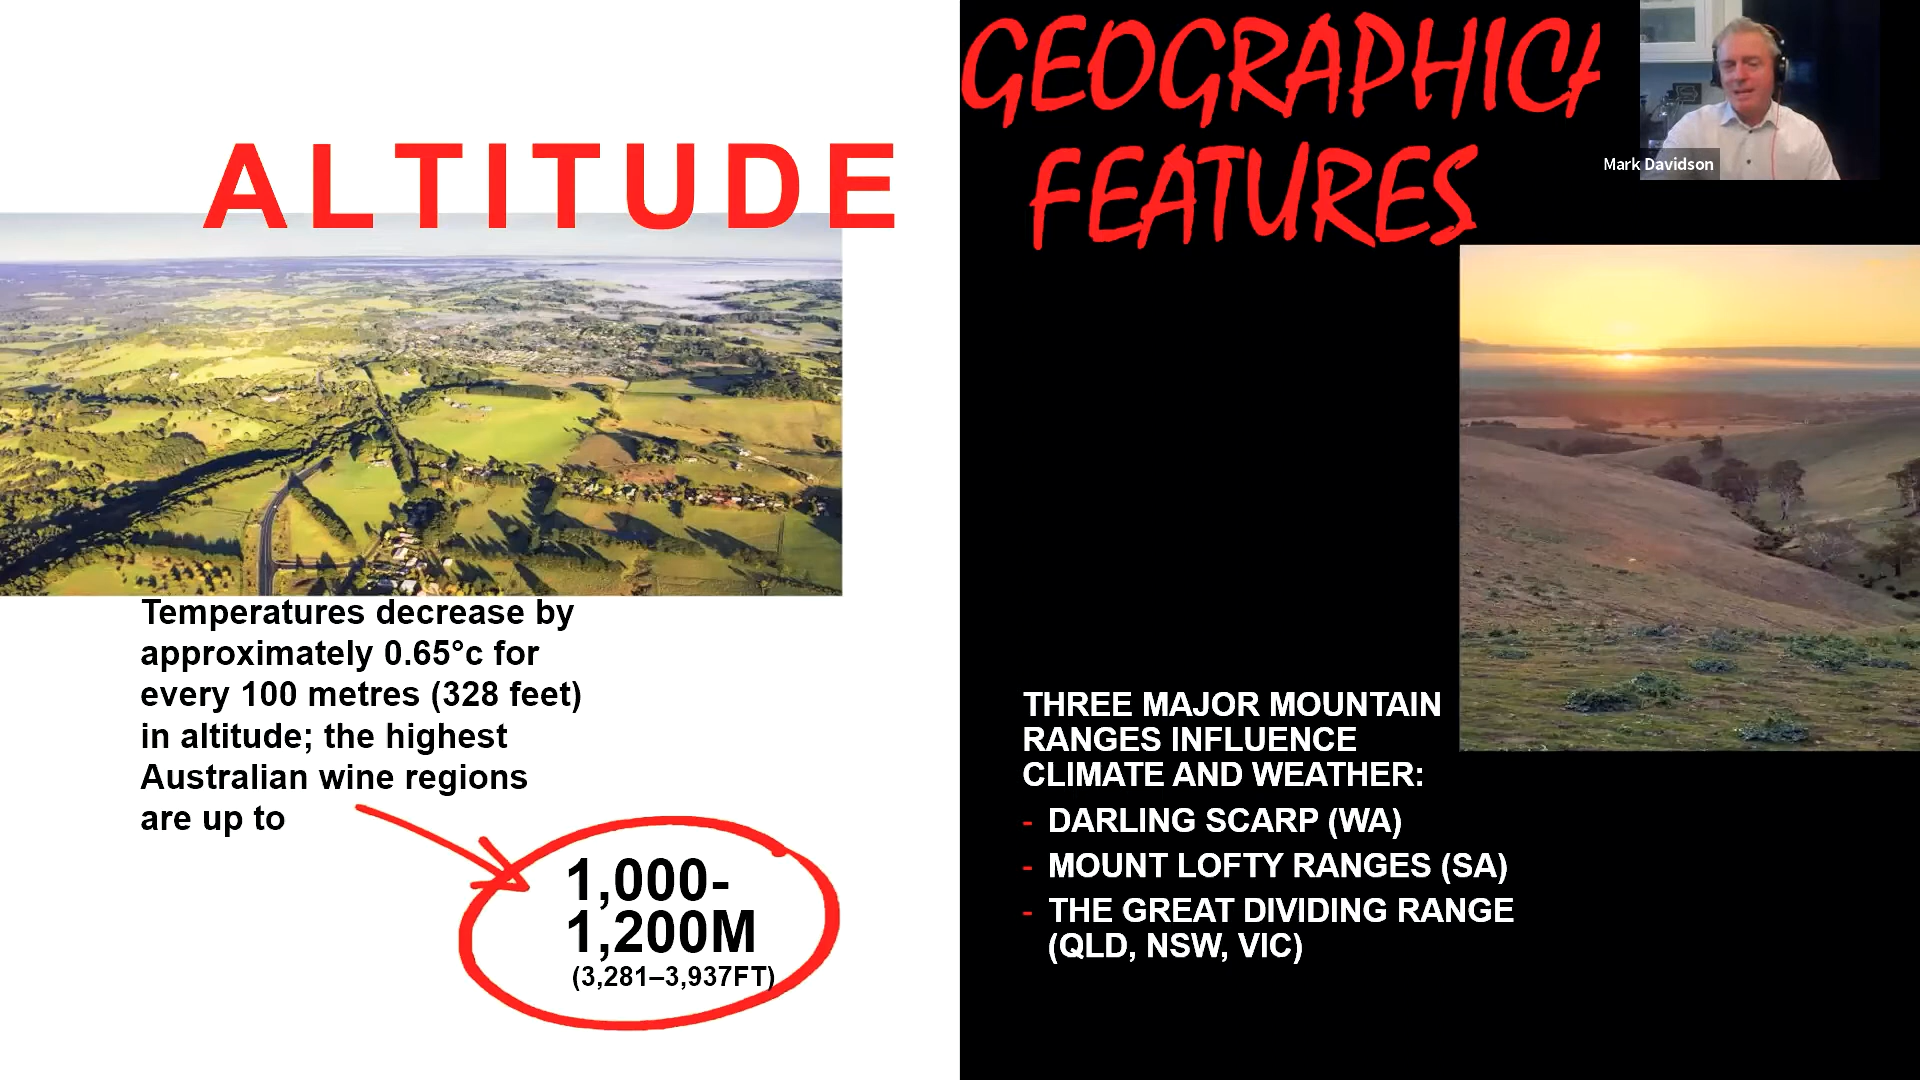 ALTITUDE
Temperatures decrease by
approximately 0.65°c for
every 100 metres (328 feet)
in altitude; the highest
Australian wine regions
are up to
1,000-
1,200M
(3,281–3,937FT)
GEOGRAPHICA
FEATURES
Mark Davidson
THREE MAJOR MOUNTAIN
RANGES INFLUENCE
CLIMATE AND WEATHER:
- DARLING SCARP (WA)
- MOUNT LOFTY RANGES (SA)
- THE GREAT DIVIDING RANGE
(QLD, NSW, VIC)